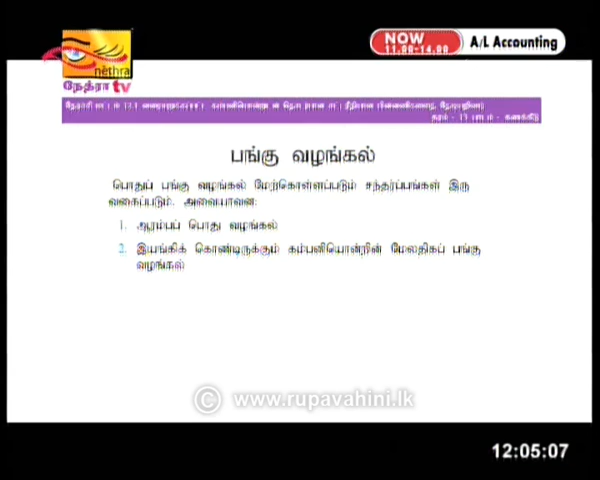 nethra
நேத்ரா tv
NOW
11.00-14.00
A/L Accounting
பங்கு வழங்கல்
பொதுப் பங்கு வழங்கல் மேற்கொள்ளப்படும் சந்தர்ப்பங்கள் இரு
வகைப்படும். அவையாவன:
1. ஆரம்பப் பொது வழங்கல்
2. இயங்கிக் கொண்டிருக்கும் கம்பனியொன்றின் மேலதிகப் பங்கு
வழங்கல்
© www.rupavahini.lk
12:05:07